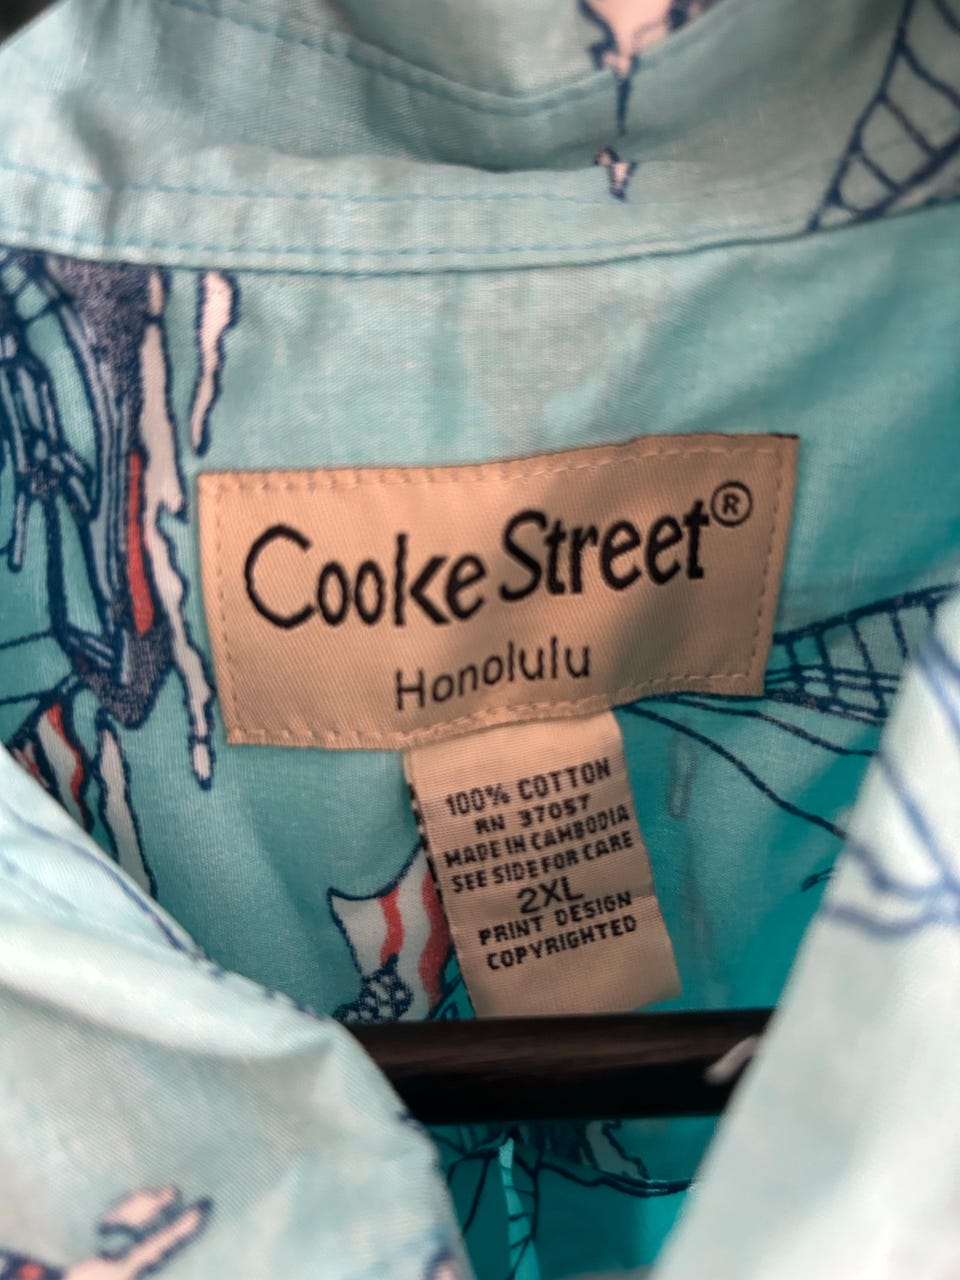 Cooke Street®
Honolulu
100% COTTON
RN 37057
MADE IN CAMBODIA
SEE SIDE FOR CARE
2XL
PRINT DESIGN
COPYRIGHTED